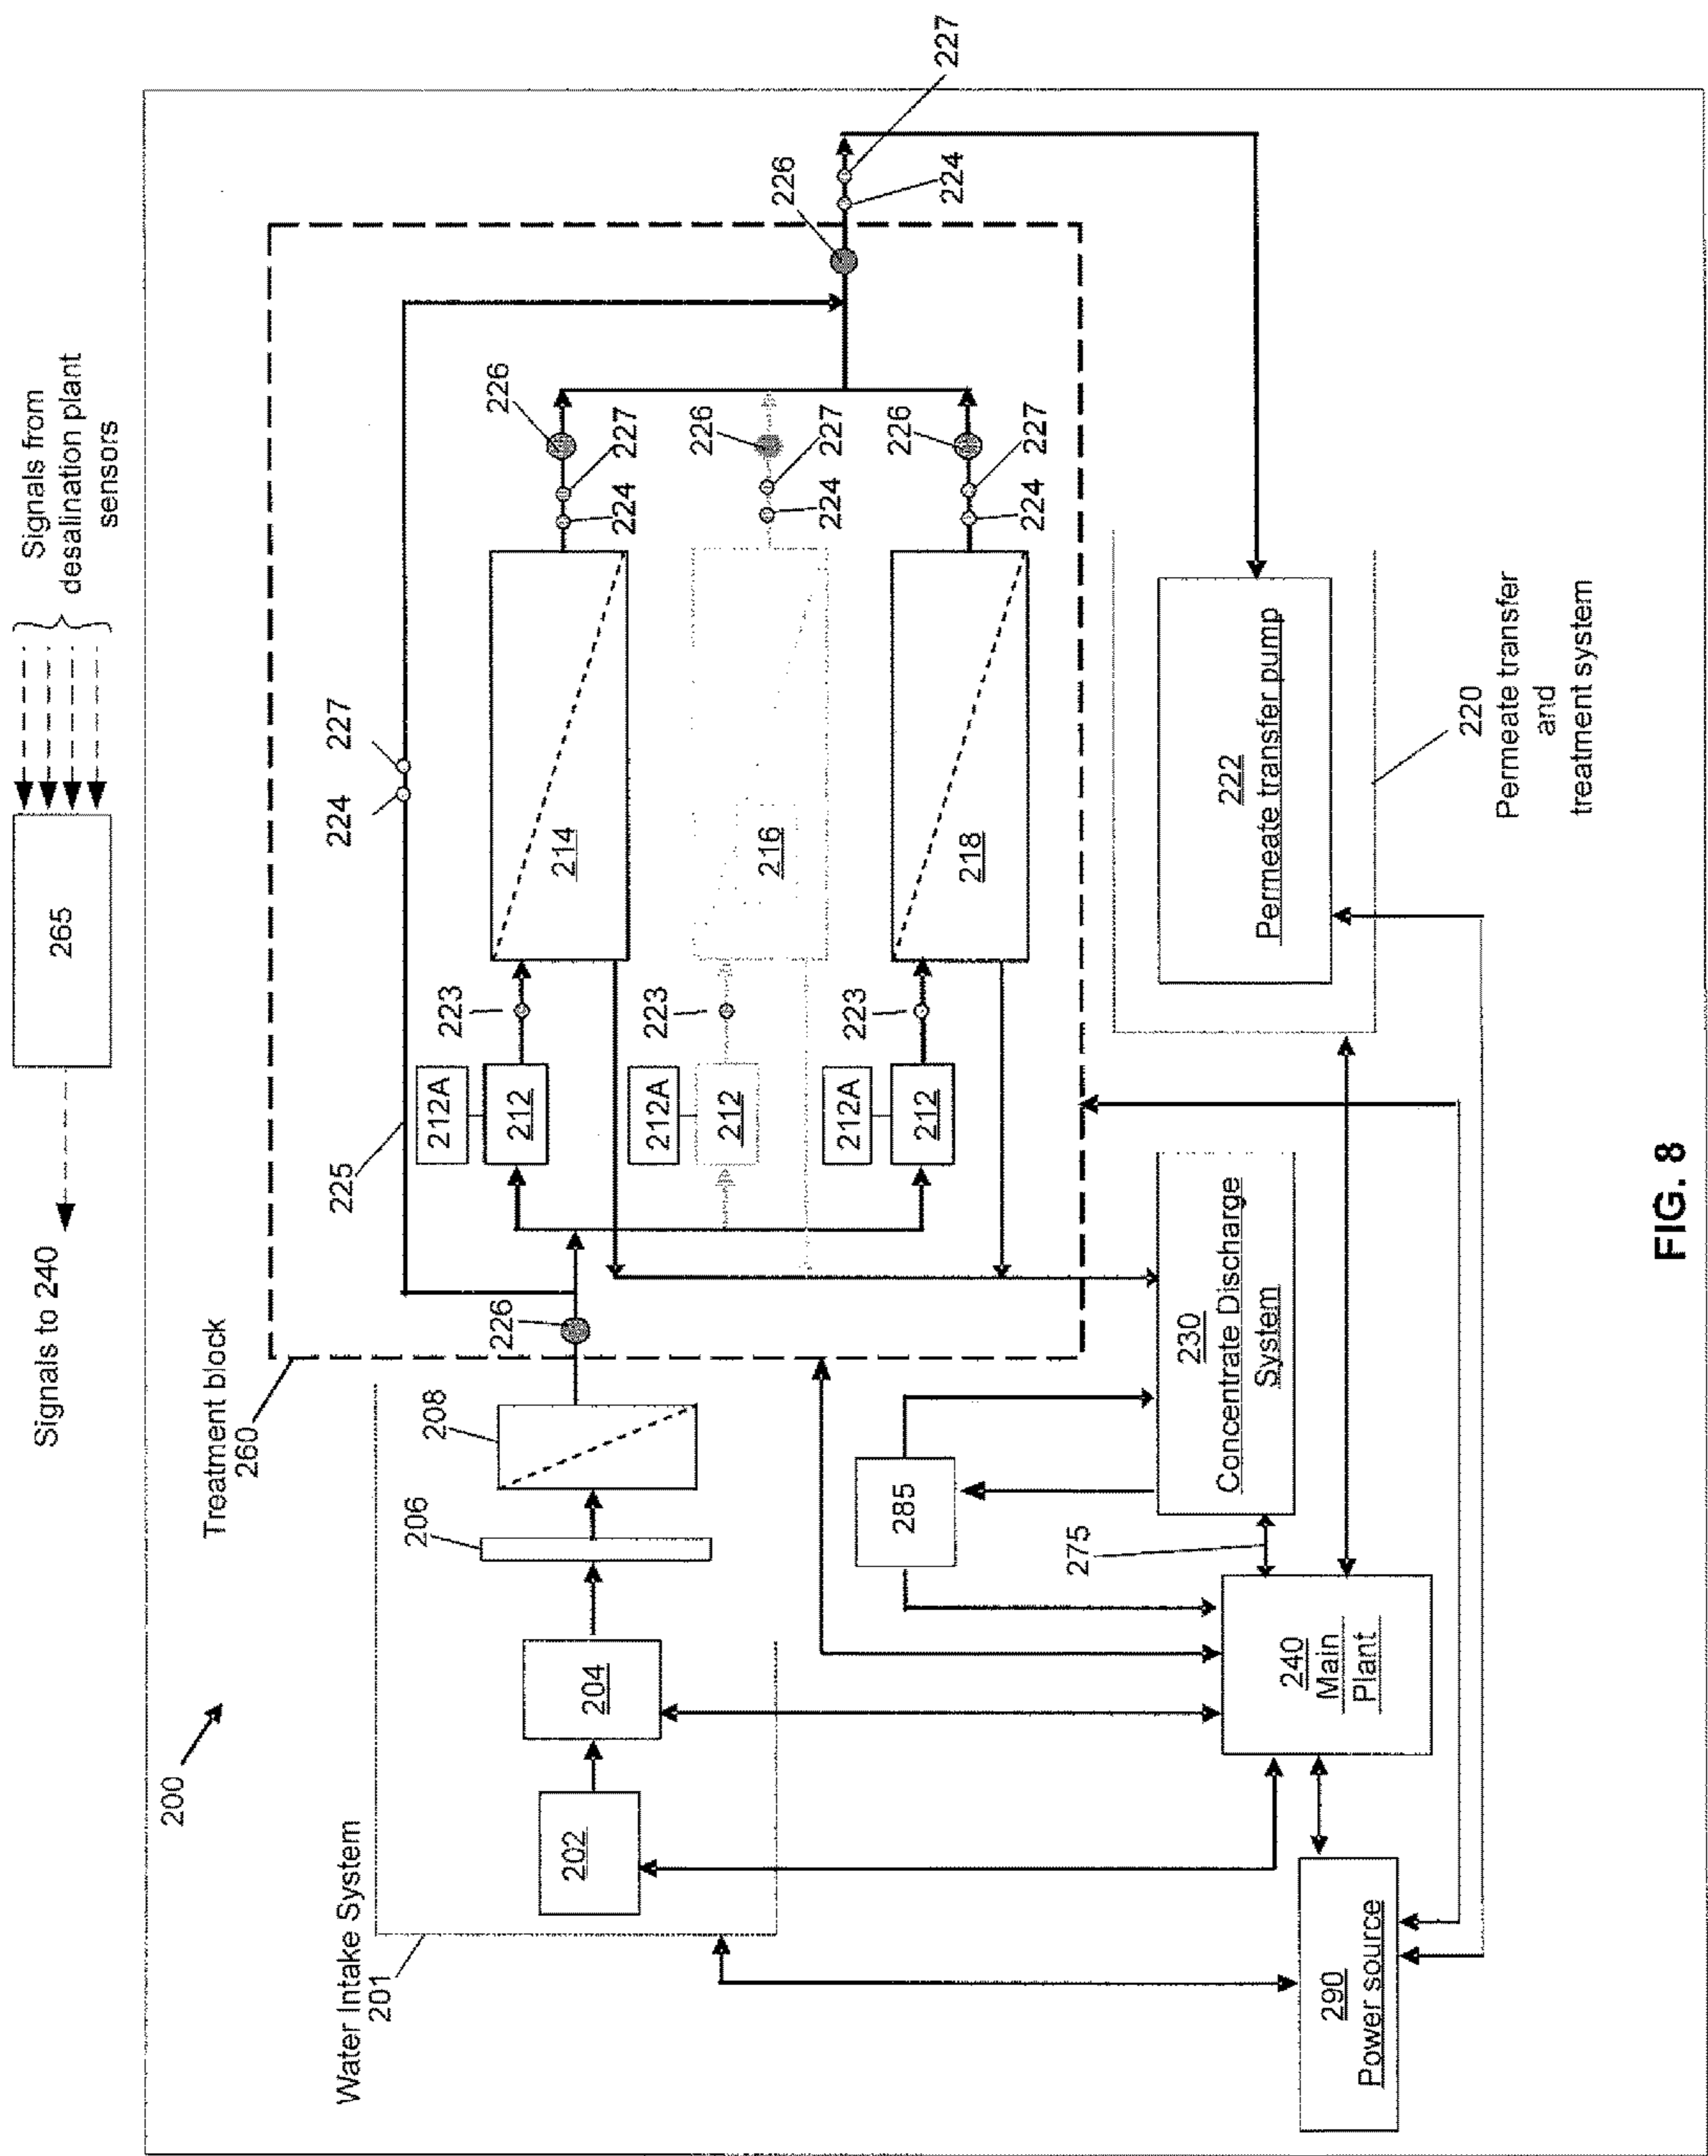 Signals to 240
265
Signals from
desalination plant
sensors
200
Treatment block
260
Water Intake System
201
202
204
206
208
226
225
224
227
212A
212
223
214
224
227
226
212A
212
223
216
224
227
226
212A
212
223
218
224
227
226
226
224
227
285
275
230
Concentrate Discharge
System
240
Main
Plant
290
Power source
222
Permeate transfer pump
220
Permeate transfer
and
treatment system
FIG. 8